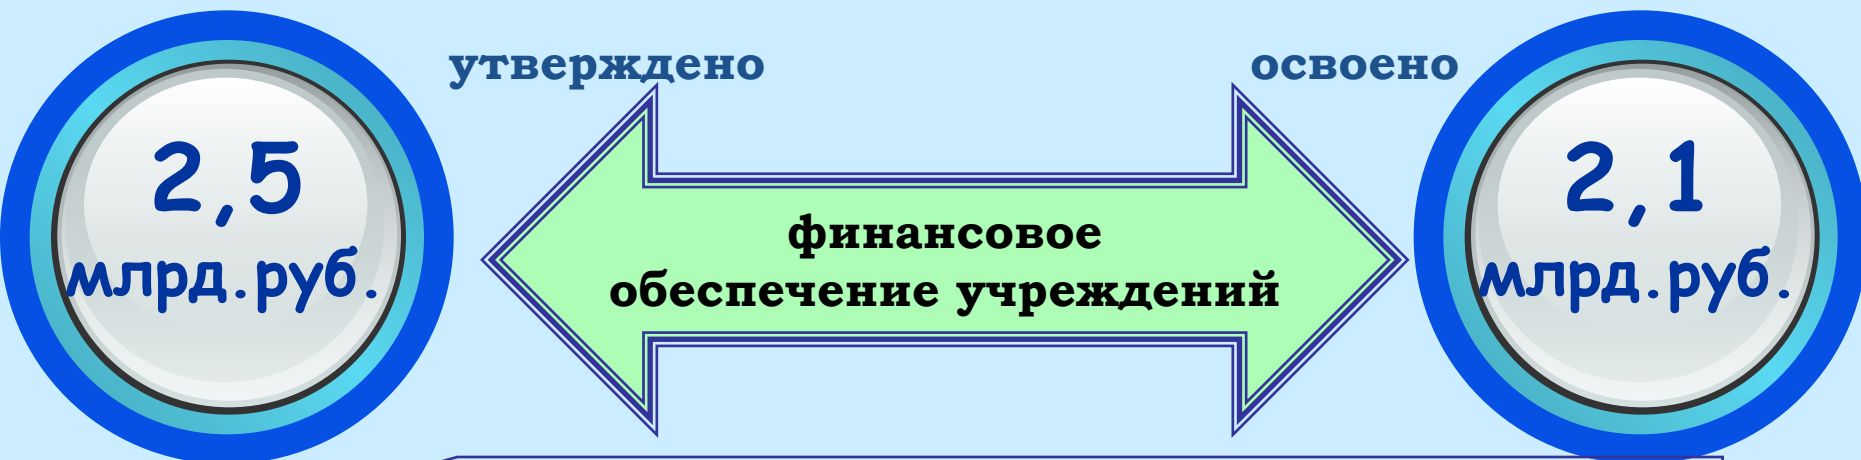 утверждено
освоено
2,5
млрд.руб.
финансовое
обеспечение учреждений
2,1
млрд.руб.